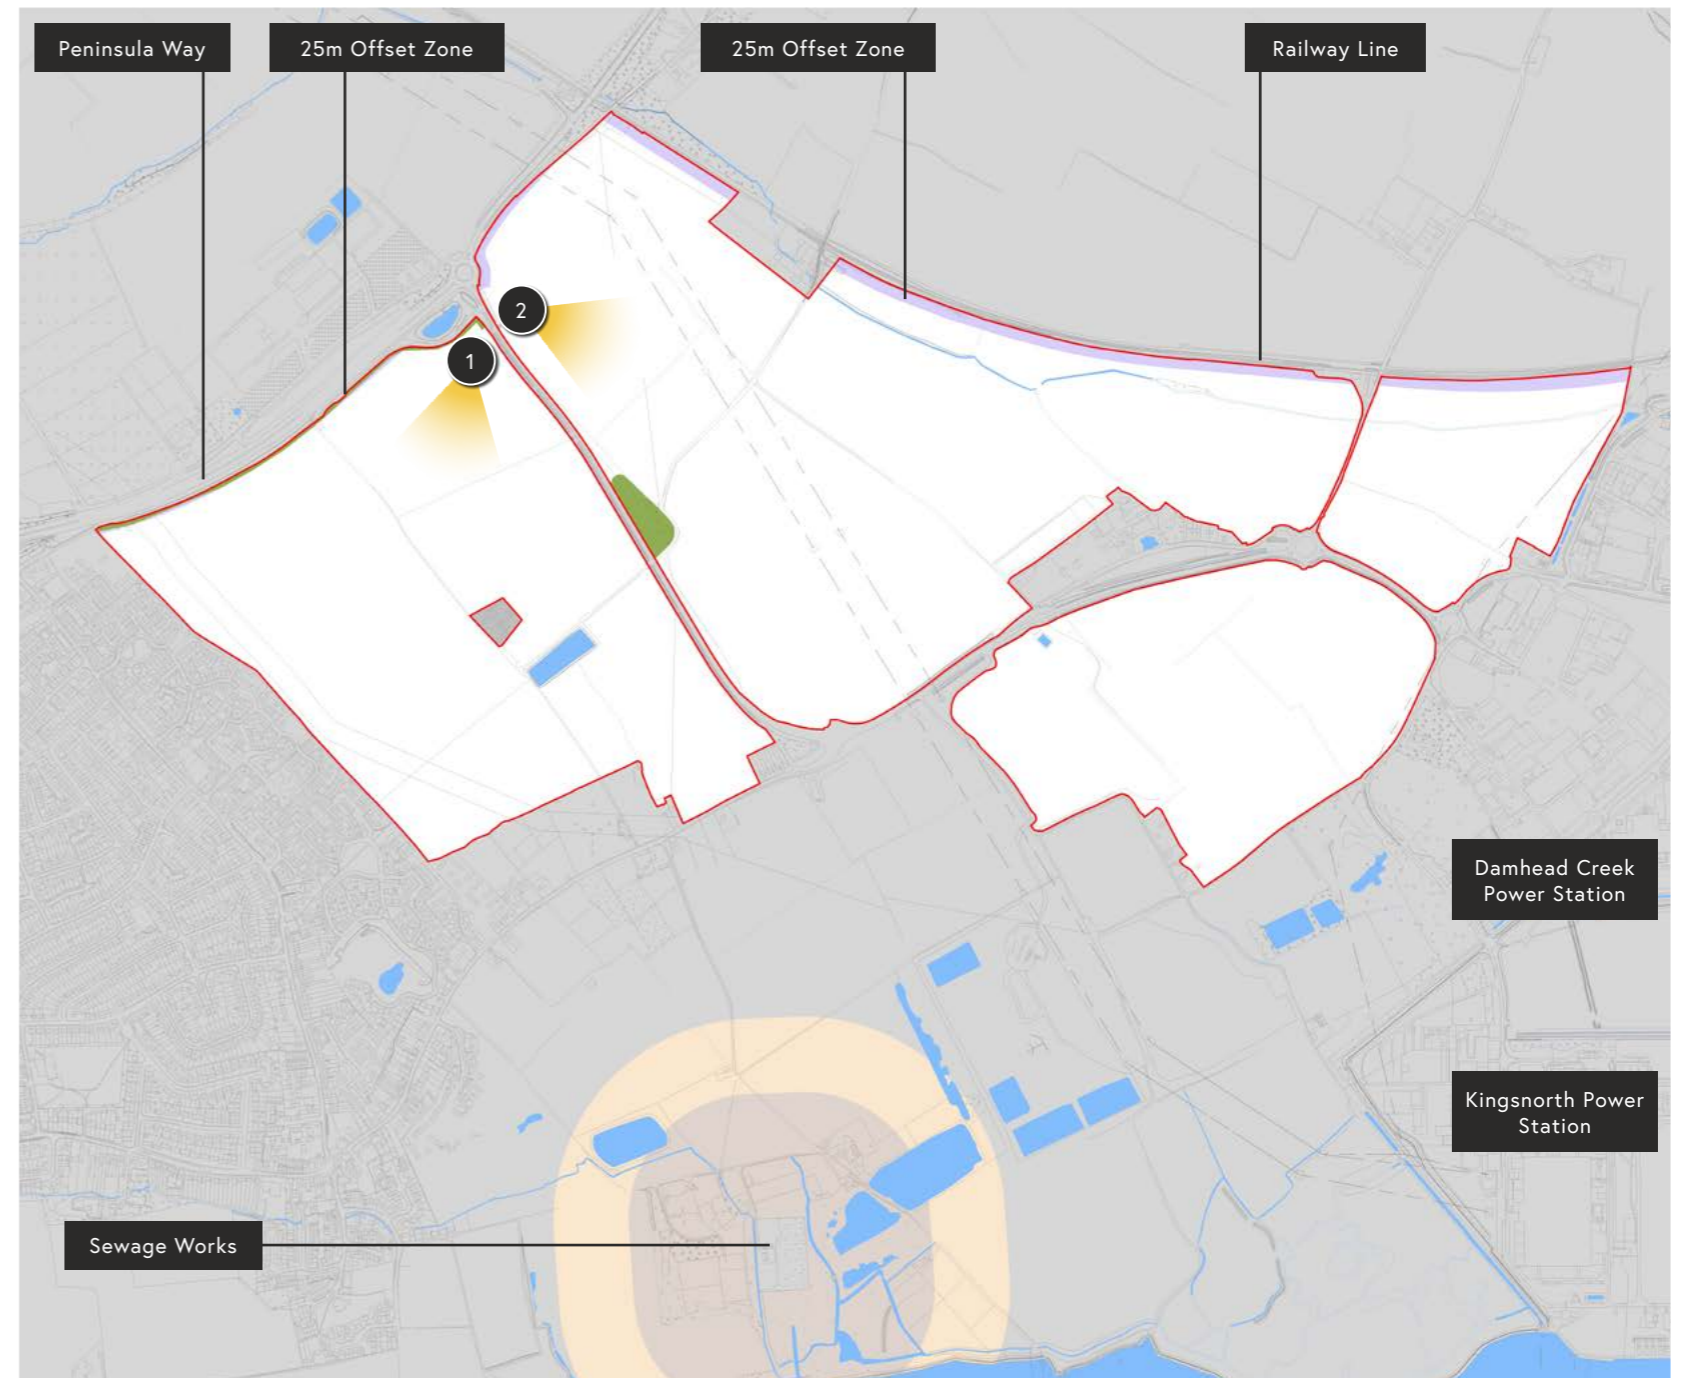 Peninsula Way
25m Offset Zone
25m Offset Zone
Railway Line
2
1
Damhead Creek
Power Station
Kingsnorth Power
Station
Sewage Works